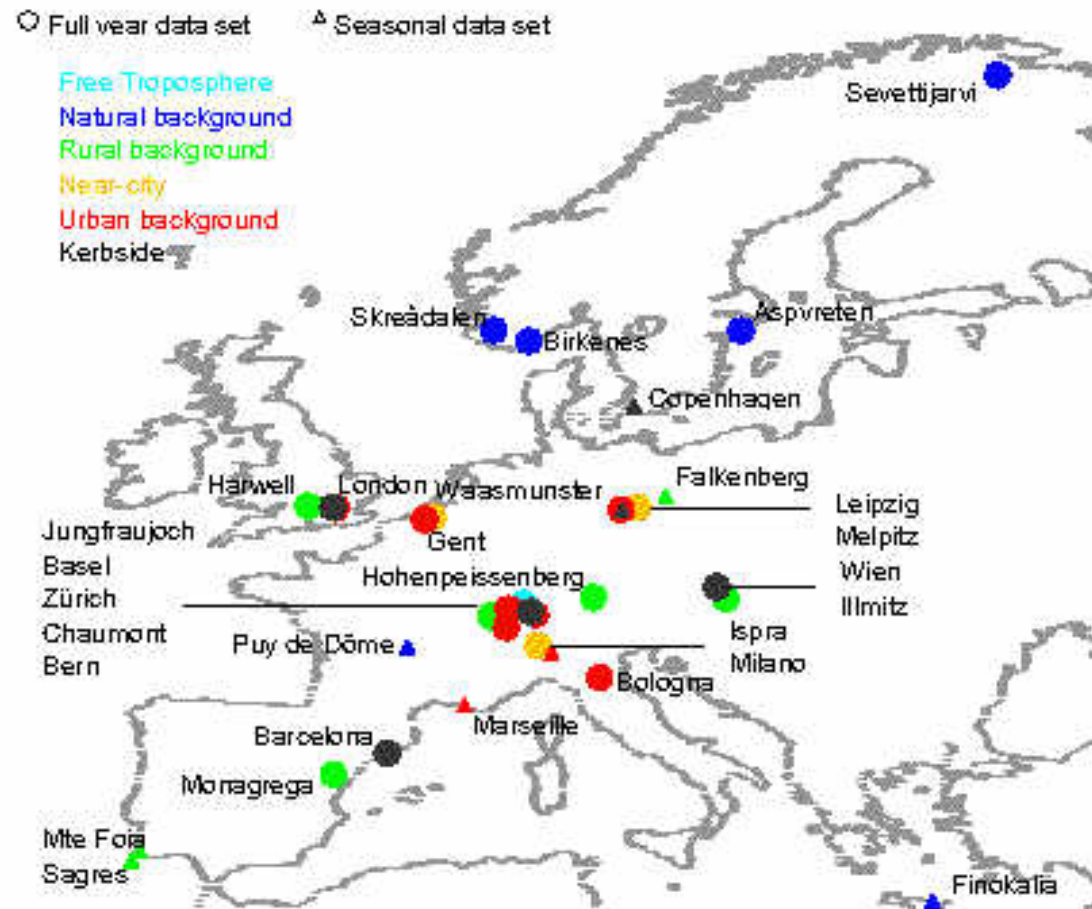 Full year data set
Seasonal data set
Free Troposphere
Natural background
Rural background
Near-city
Urban background
Kerbside
Sevettijarvi
Skreådalen
Birkenes
Aspvreten
Copenhagen
Harwell
London
Waasmunster
Falkenberg
Gent
Leipzig
Melpitz
Jungfraujoch
Basel
Zürich
Chaumont
Bern
Hohenpeissenberg
Wien
Illmitz
Puy de Dôme
Ispra
Milano
Bologna
Marseille
Barcelona
Monagrega
Mte Foia
Sagres
Finokalia